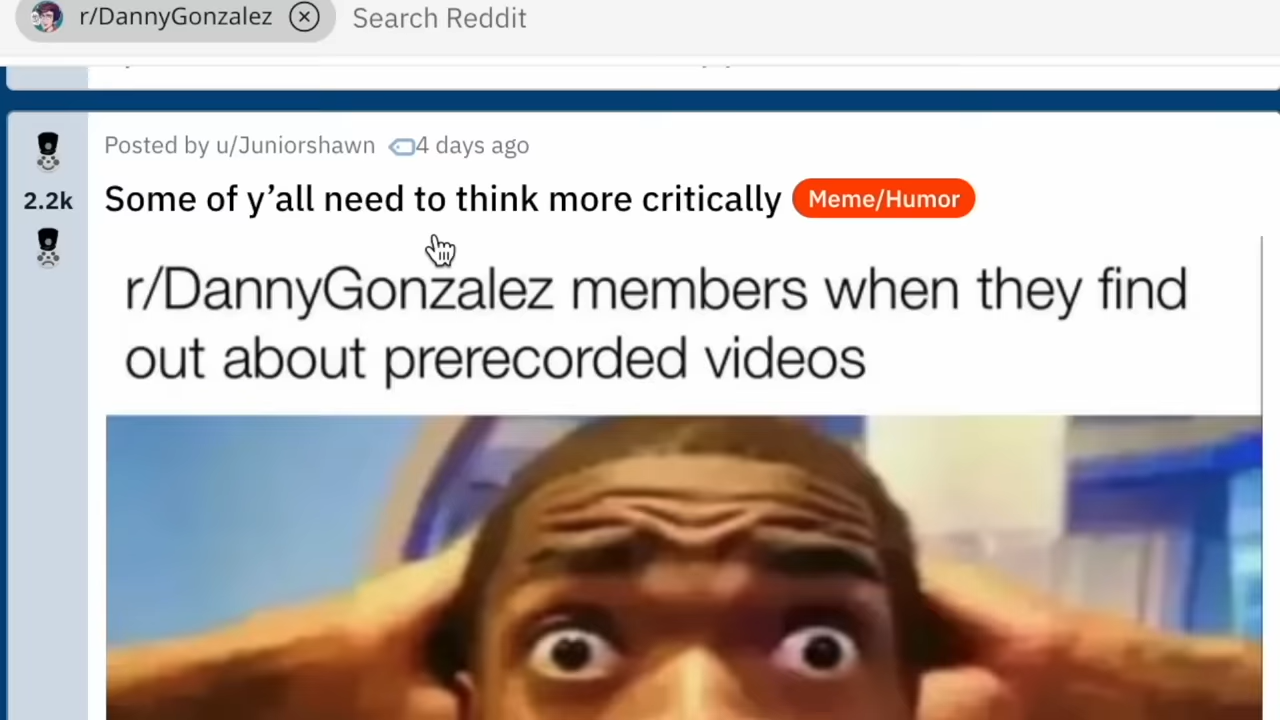 r/DannyGonzalez Search Reddit
Posted by u/Juniorshawn 4 days ago
2.2k
Some of y’all need to think more critically Meme/Humor
r/DannyGonzalez members when they find
out about prerecorded videos